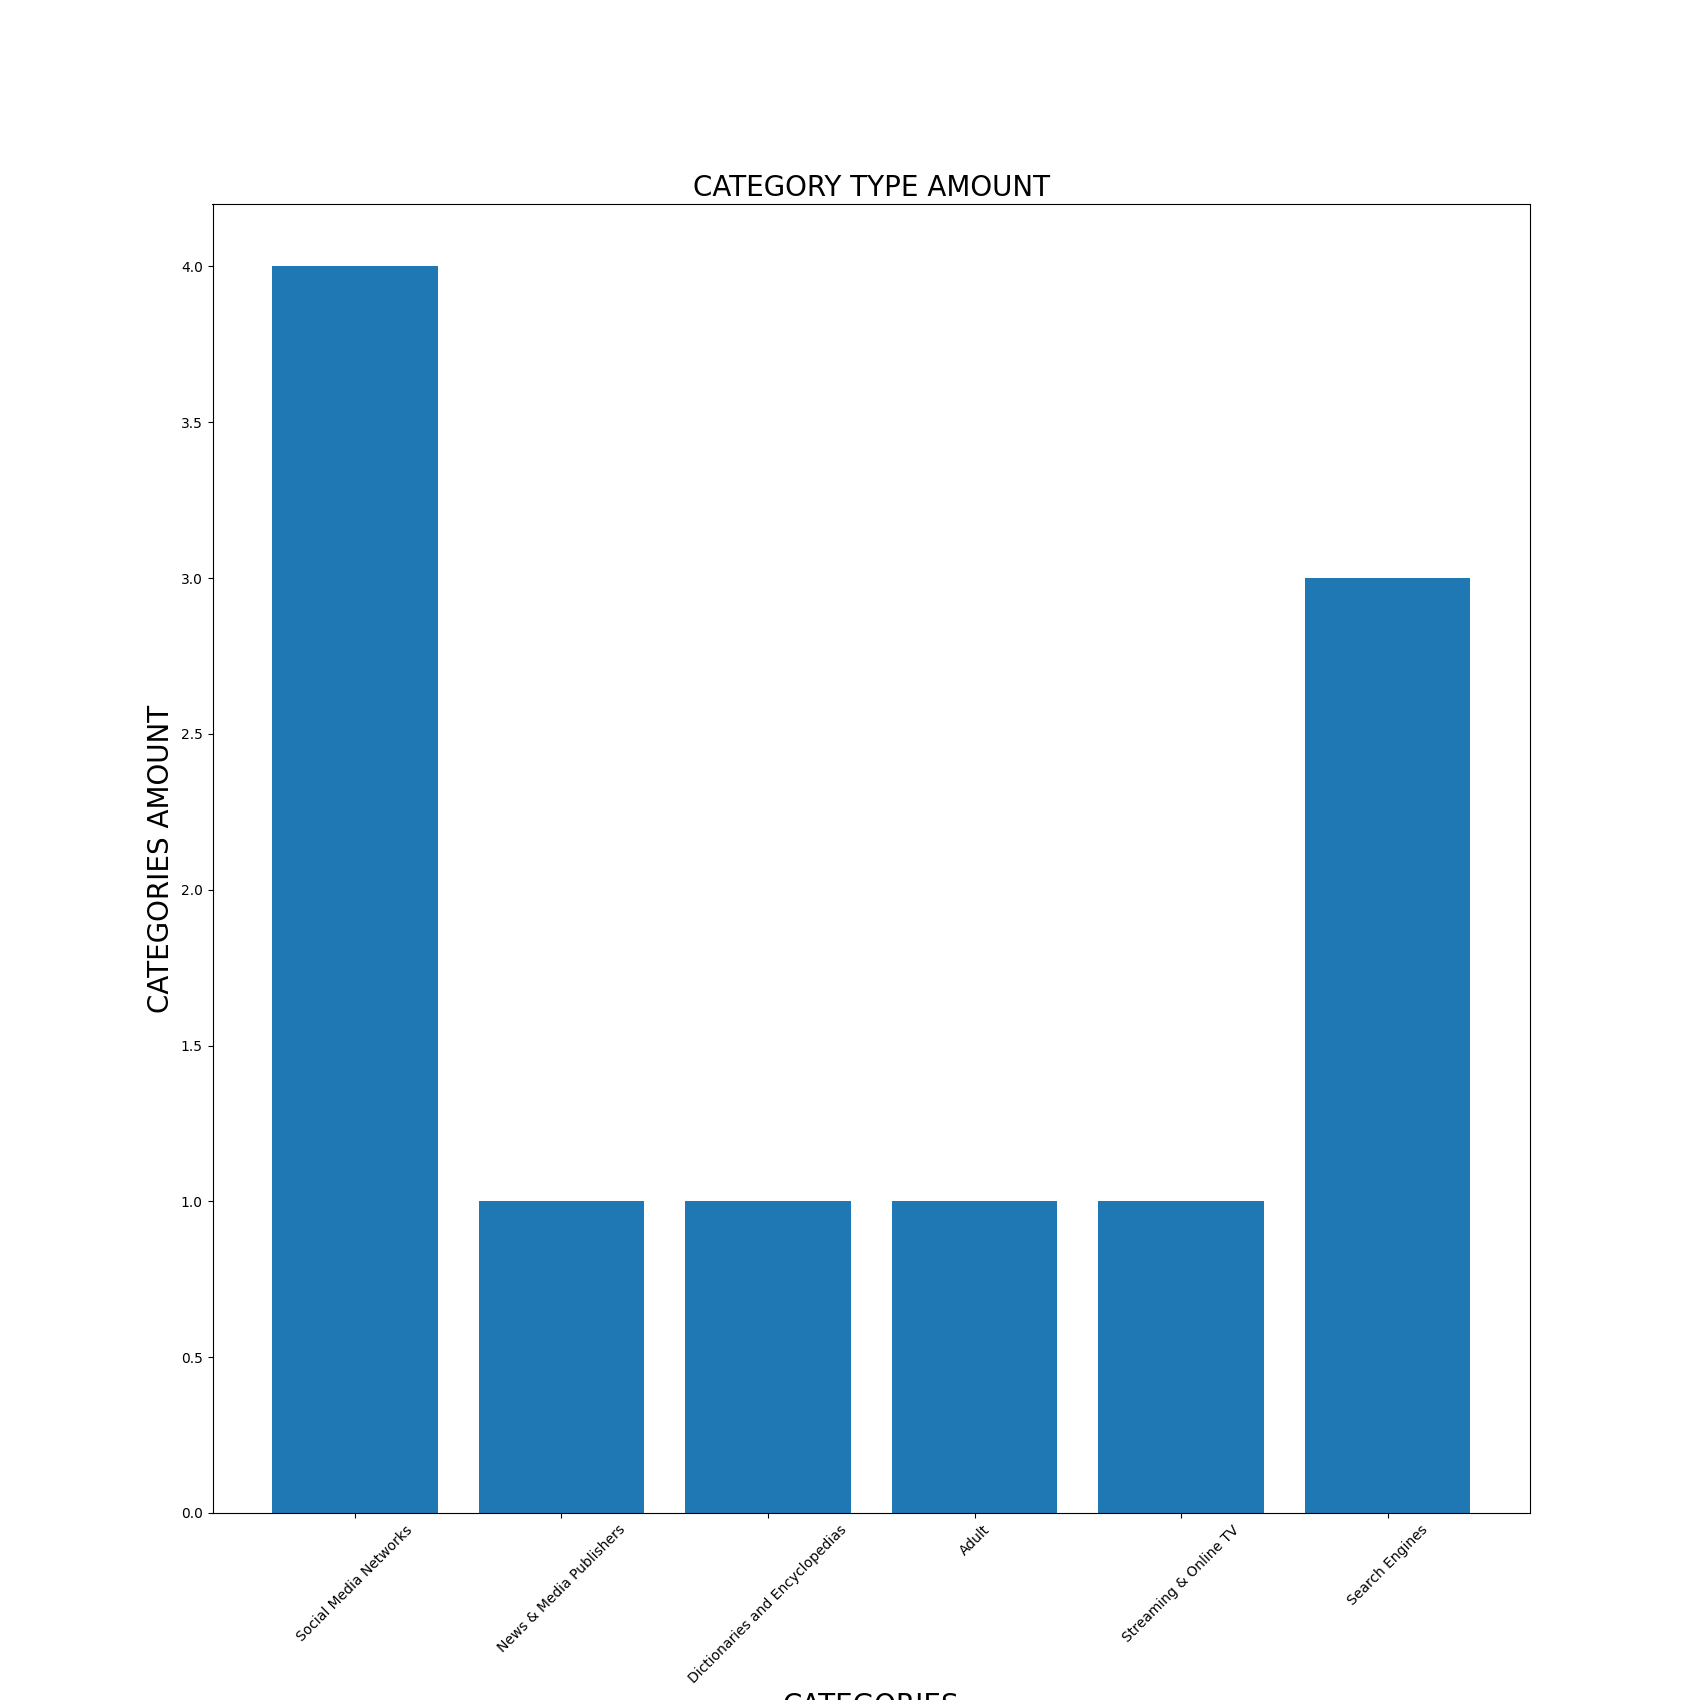 CATEGORY TYPE AMOUNT
CATEGORIES AMOUNT
4.0
3.5
3.0
2.5
2.0
1.5
1.0
0.5
0.0
Social Media Networks
News & Media Publishers
Dictionaries and Encyclopedias
Adult
Streaming & Online TV
Search Engines
CATEGORIES